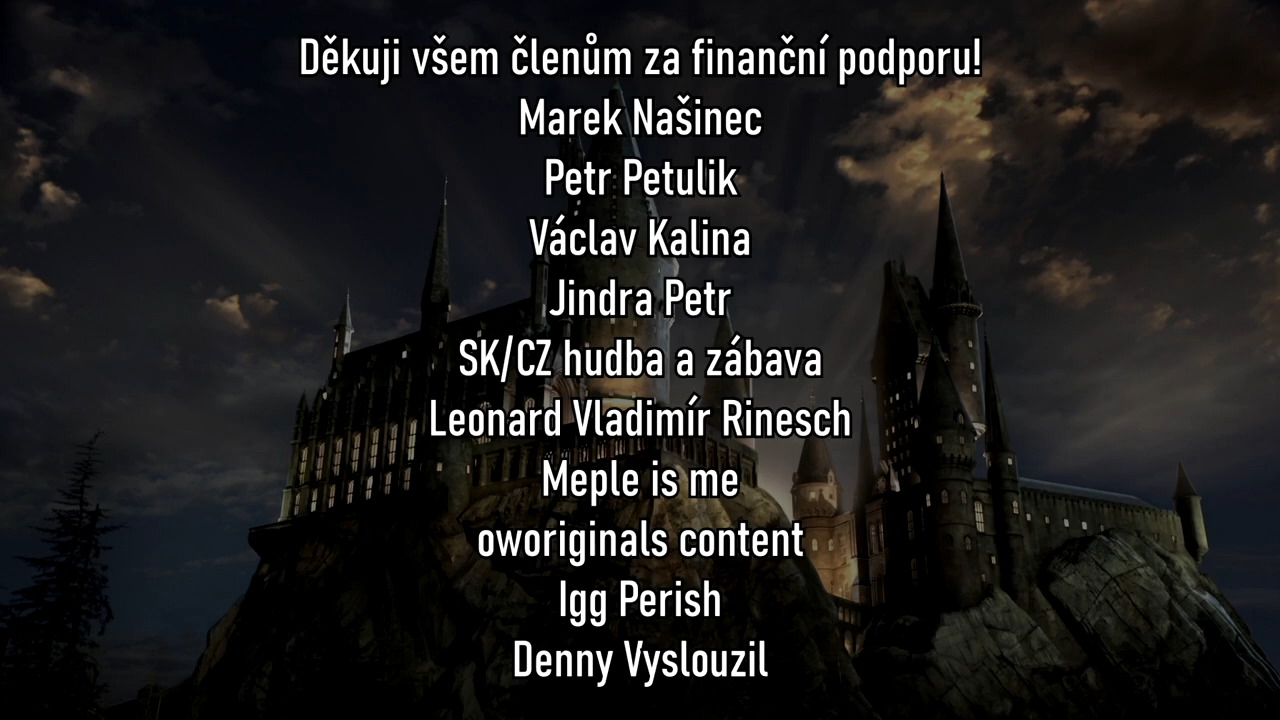 Děkuji všem členům za finanční podporu!
Marek Našinec
Petr Petulik
Václav Kalina
Jindra Petr
SK/CZ hudba a zábava
Leonard Vladimír Rinesch
Meple is me
oworiginals content
Igg Perish
Denny Vyslouzil